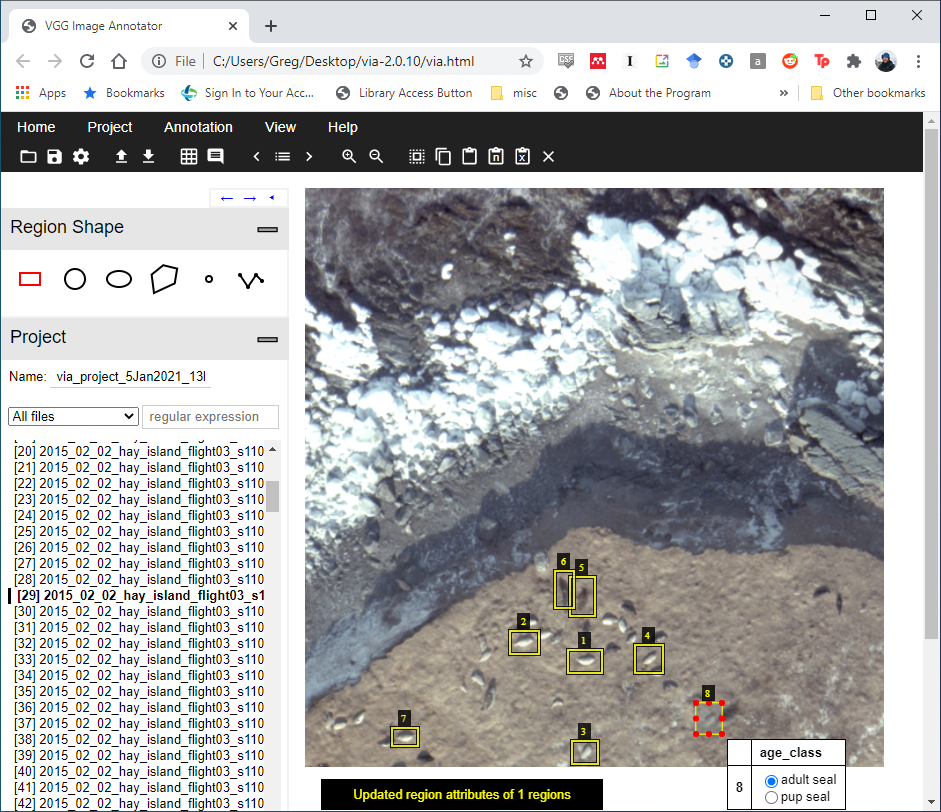 VGG Image Annotator
File C:/Users/Greg/Desktop/via-2.0.10/via.html
Apps Bookmarks Sign In to Your Acc... Library Access Button misc About the Program » Other bookmarks
Home Project Annotation View Help
Region Shape
Project
Name: via_project_5Jan2021_13
All files regular expression
[20] 2015_02_02_hay_island_flight03_s110
[21] 2015_02_02_hay_island_flight03_s110
[22] 2015_02_02_hay_island_flight03_s110
[23] 2015_02_02_hay_island_flight03_s110
[24] 2015_02_02_hay_island_flight03_s110
[25] 2015_02_02_hay_island_flight03_s110
[26] 2015_02_02_hay_island_flight03_s110
[27] 2015_02_02_hay_island_flight03_s110
[28] 2015_02_02_hay_island_flight03_s110
[29] 2015_02_02_hay_island_flight03_s1
[30] 2015_02_02_hay_island_flight03_s110
[31] 2015_02_02_hay_island_flight03_s110
[32] 2015_02_02_hay_island_flight03_s110
[33] 2015_02_02_hay_island_flight03_s110
[34] 2015_02_02_hay_island_flight03_s110
[35] 2015_02_02_hay_island_flight03_s110
[36] 2015_02_02_hay_island_flight03_s110
[37] 2015_02_02_hay_island_flight03_s110
[38] 2015_02_02_hay_island_flight03_s110
[39] 2015_02_02_hay_island_flight03_s110
[40] 2015_02_02_hay_island_flight03_s110
[41] 2015_02_02_hay_island_flight03_s110
[42] 2015_02_02_hay_island_flight03_s110
6 5
2 1 4
8
7 3
age_class
8 adult seal
pup seal
Updated region attributes of 1 regions